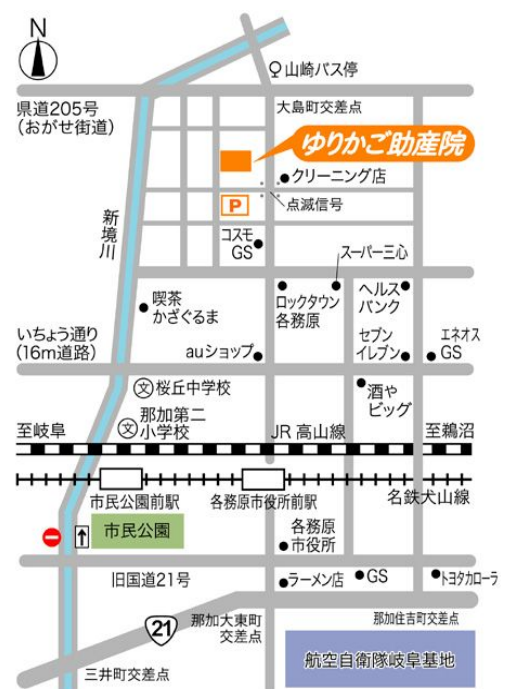 N
山崎バス停
県道205号
(おがせ街道)
大島町交差点
ゆりかご助産院
クリーニング店
P
点滅信号
新境川
コスモ
GS
スーパー三心
喫茶
かざぐるま
ロックタウン
各務原
ヘルス
バンク
いちょう通り
(16m道路)
auショップ
セブン
イレブン
エネオス
GS
文 桜丘中学校
酒や
ビッグ
文 那加第二
小学校
至岐阜
JR 高山線
至鵜沼
市民公園前駅
各務原市役所前駅
名鉄犬山線
市民公園
各務原
市役所
旧国道21号
ラーメン店
GS
トヨタカローラ
21
那加大東町
交差点
那加住吉町交差点
三井町交差点
航空自衛隊岐阜基地